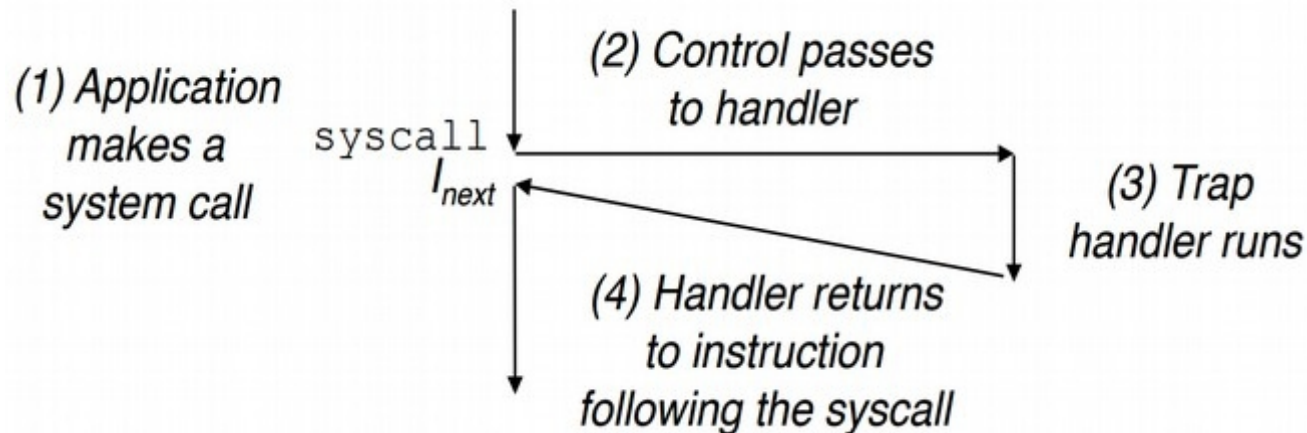 (1) Application
makes a
system call
syscall
Inext
(2) Control passes
to handler
(3) Trap
handler runs
(4) Handler returns
to instruction
following the syscall